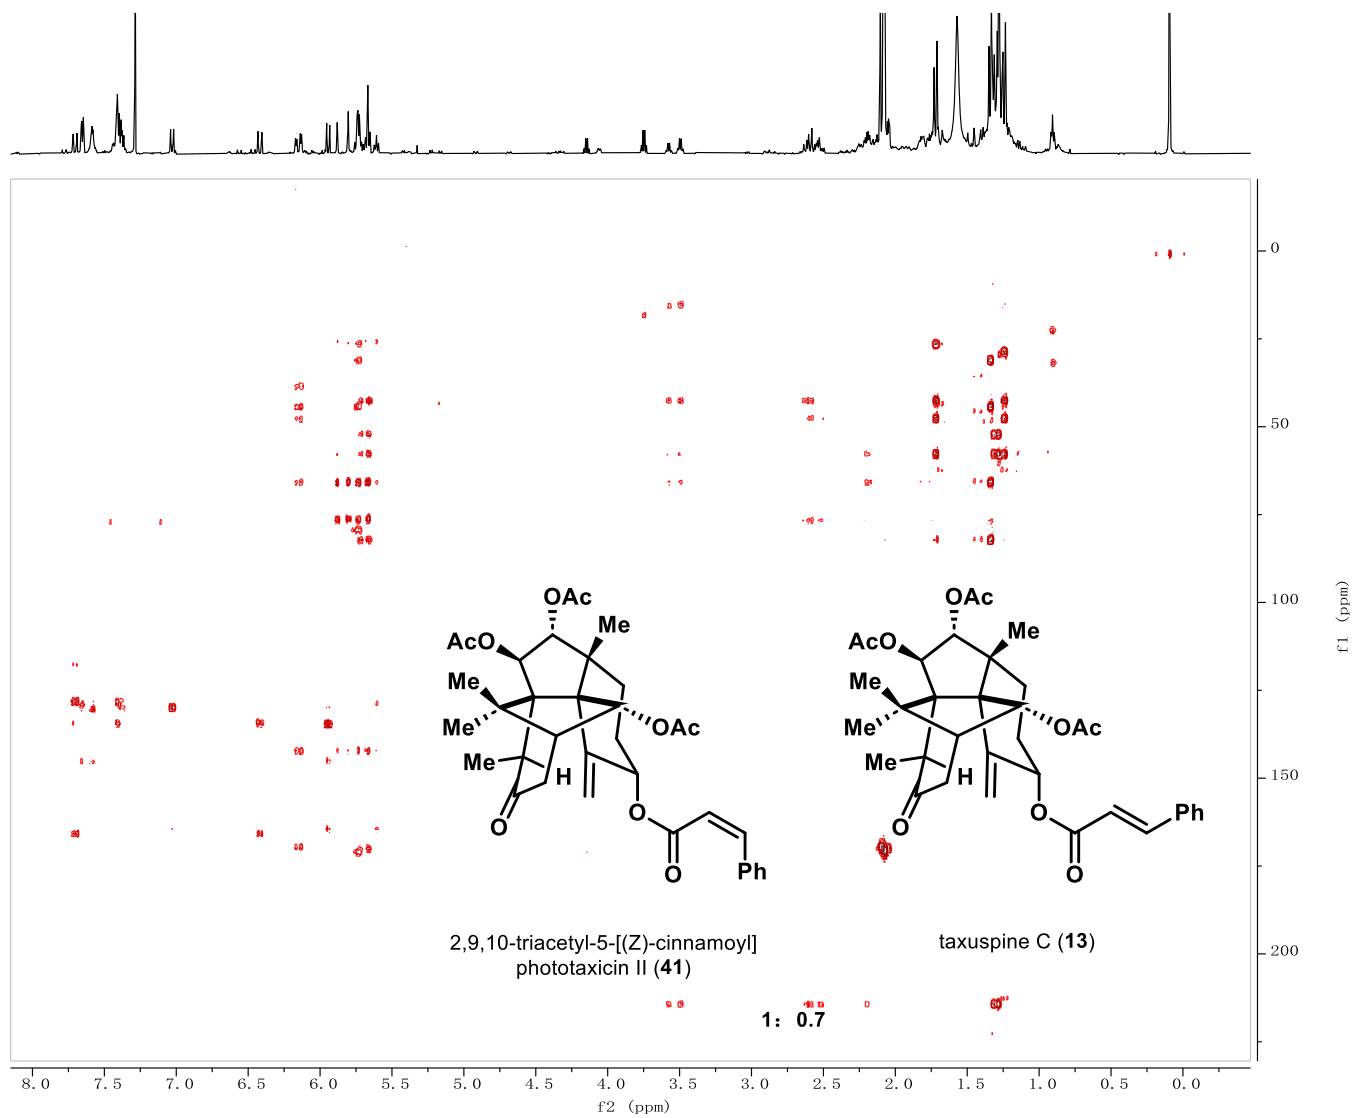 0
50
100
150
200
f1 (ppm)
OAc
Me
AcO
Me
Me
OAc
Me
H
O
O
O
Ph
OAc
Me
AcO
Me
Me
OAc
Me
H
O
O
O
Ph
2,9,10-triacetyl-5-[(Z)-cinnamoyl]
phototaxicin II (41)
taxuspine C (13)
1: 0.7
8.0 7.5 7.0 6.5 6.0 5.5 5.0 4.5 4.0 3.5 3.0 2.5 2.0 1.5 1.0 0.5 0.0
f2 (ppm)